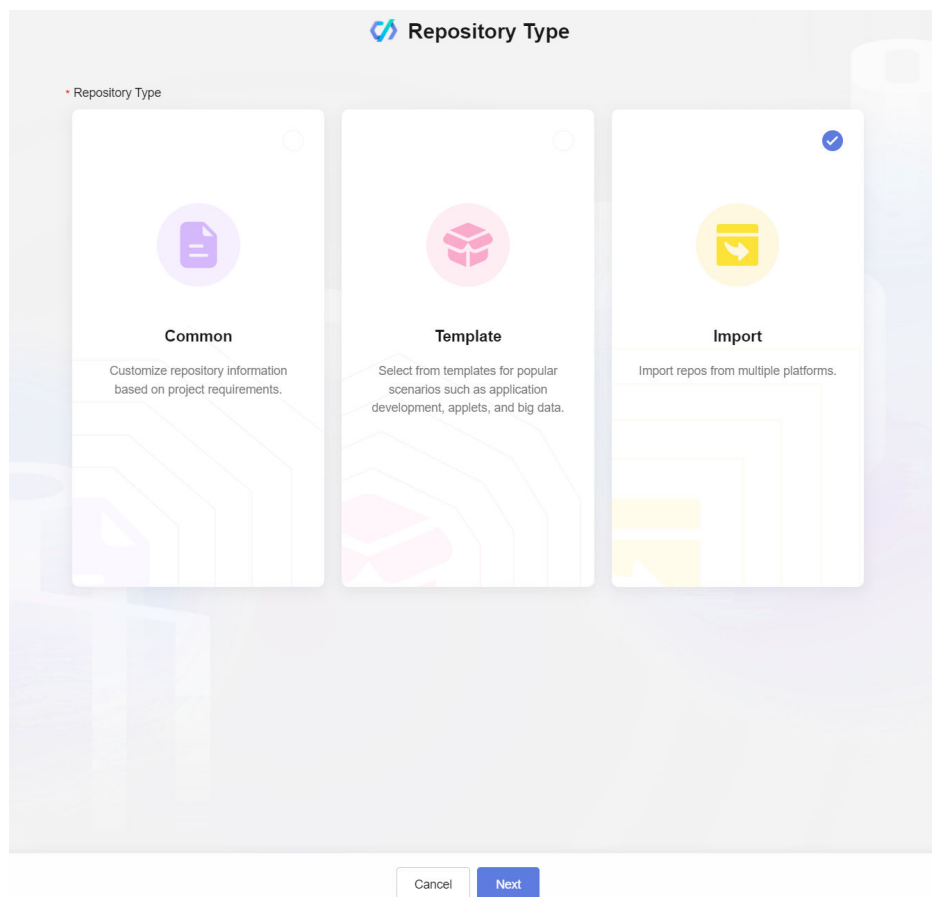 Repository Type
* Repository Type
Common
Customize repository information
based on project requirements.
Template
Select from templates for popular
scenarios such as application
development, applets, and big data.
Import
Import repos from multiple platforms.
Cancel
Next